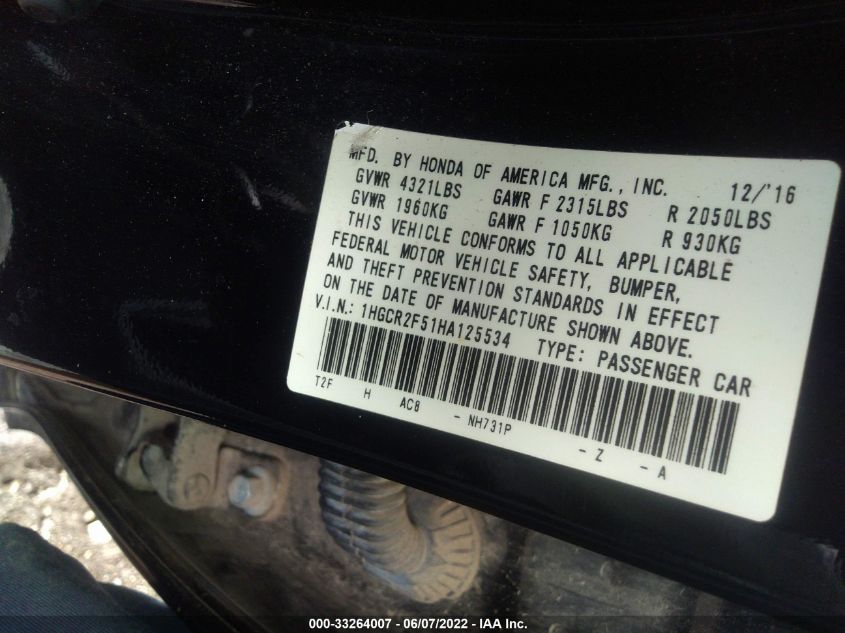 MFD. BY HONDA OF AMERICA MFG., INC. 12/'16
GVWR 4321LBS GAWR F 2315LBS R 2050LBS
GVWR 1960KG GAWR F 1050KG R 930KG
THIS VEHICLE CONFORMS TO ALL APPLICABLE
FEDERAL MOTOR VEHICLE SAFETY, BUMPER,
AND THEFT PREVENTION STANDARDS IN EFFECT
ON THE DATE OF MANUFACTURE SHOWN ABOVE.
V.I.N.: 1HGCR2F51HA125534 TYPE: PASSENGER CAR
T2F H AC8 - NH731P - Z - A
000-33264007 - 06/07/2022 - IAA Inc.